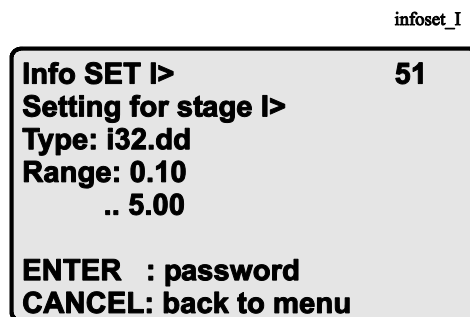 infoset_I
Info SET I> 51
Setting for stage I>
Type: i32.dd
Range: 0.10
.. 5.00
ENTER : password
CANCEL: back to menu